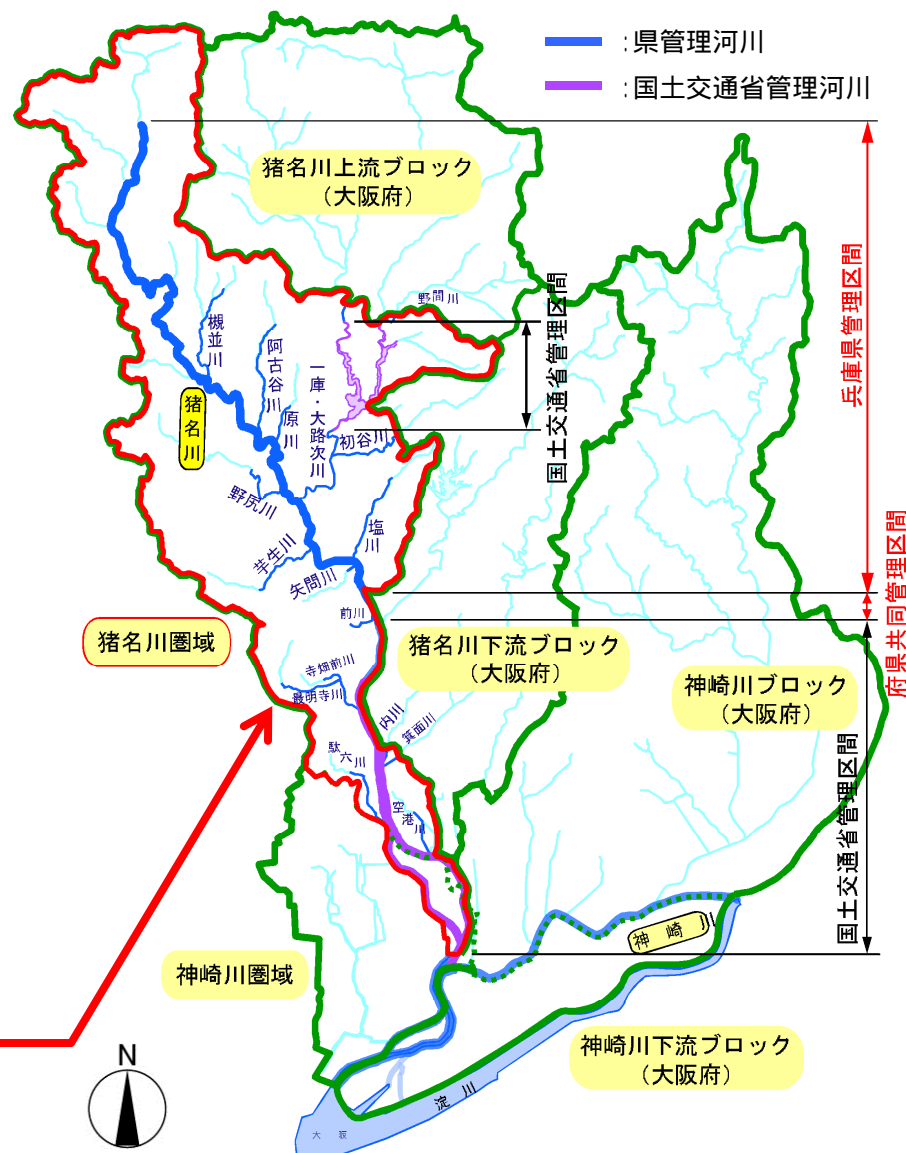 :県管理河川
:国土交通省管理河川
猪名川上流ブロック
(大阪府)
野間川
国土交通省管理区間
兵庫県管理区間
槻並川
阿古谷川
原川
一庫・大路次川
初谷川
猪名川
野尻川
塩川
芋生川
矢問川
前川
府県共同管理区間
猪名川圏域
猪名川下流ブロック
(大阪府)
寺畑前川
最明寺川
内川
箕面川
駄六川
空港川
神崎川ブロック
(大阪府)
国土交通省管理区間
神崎川
神崎川圏域
神崎川下流ブロック
(大阪府)
淀川
N
大阪